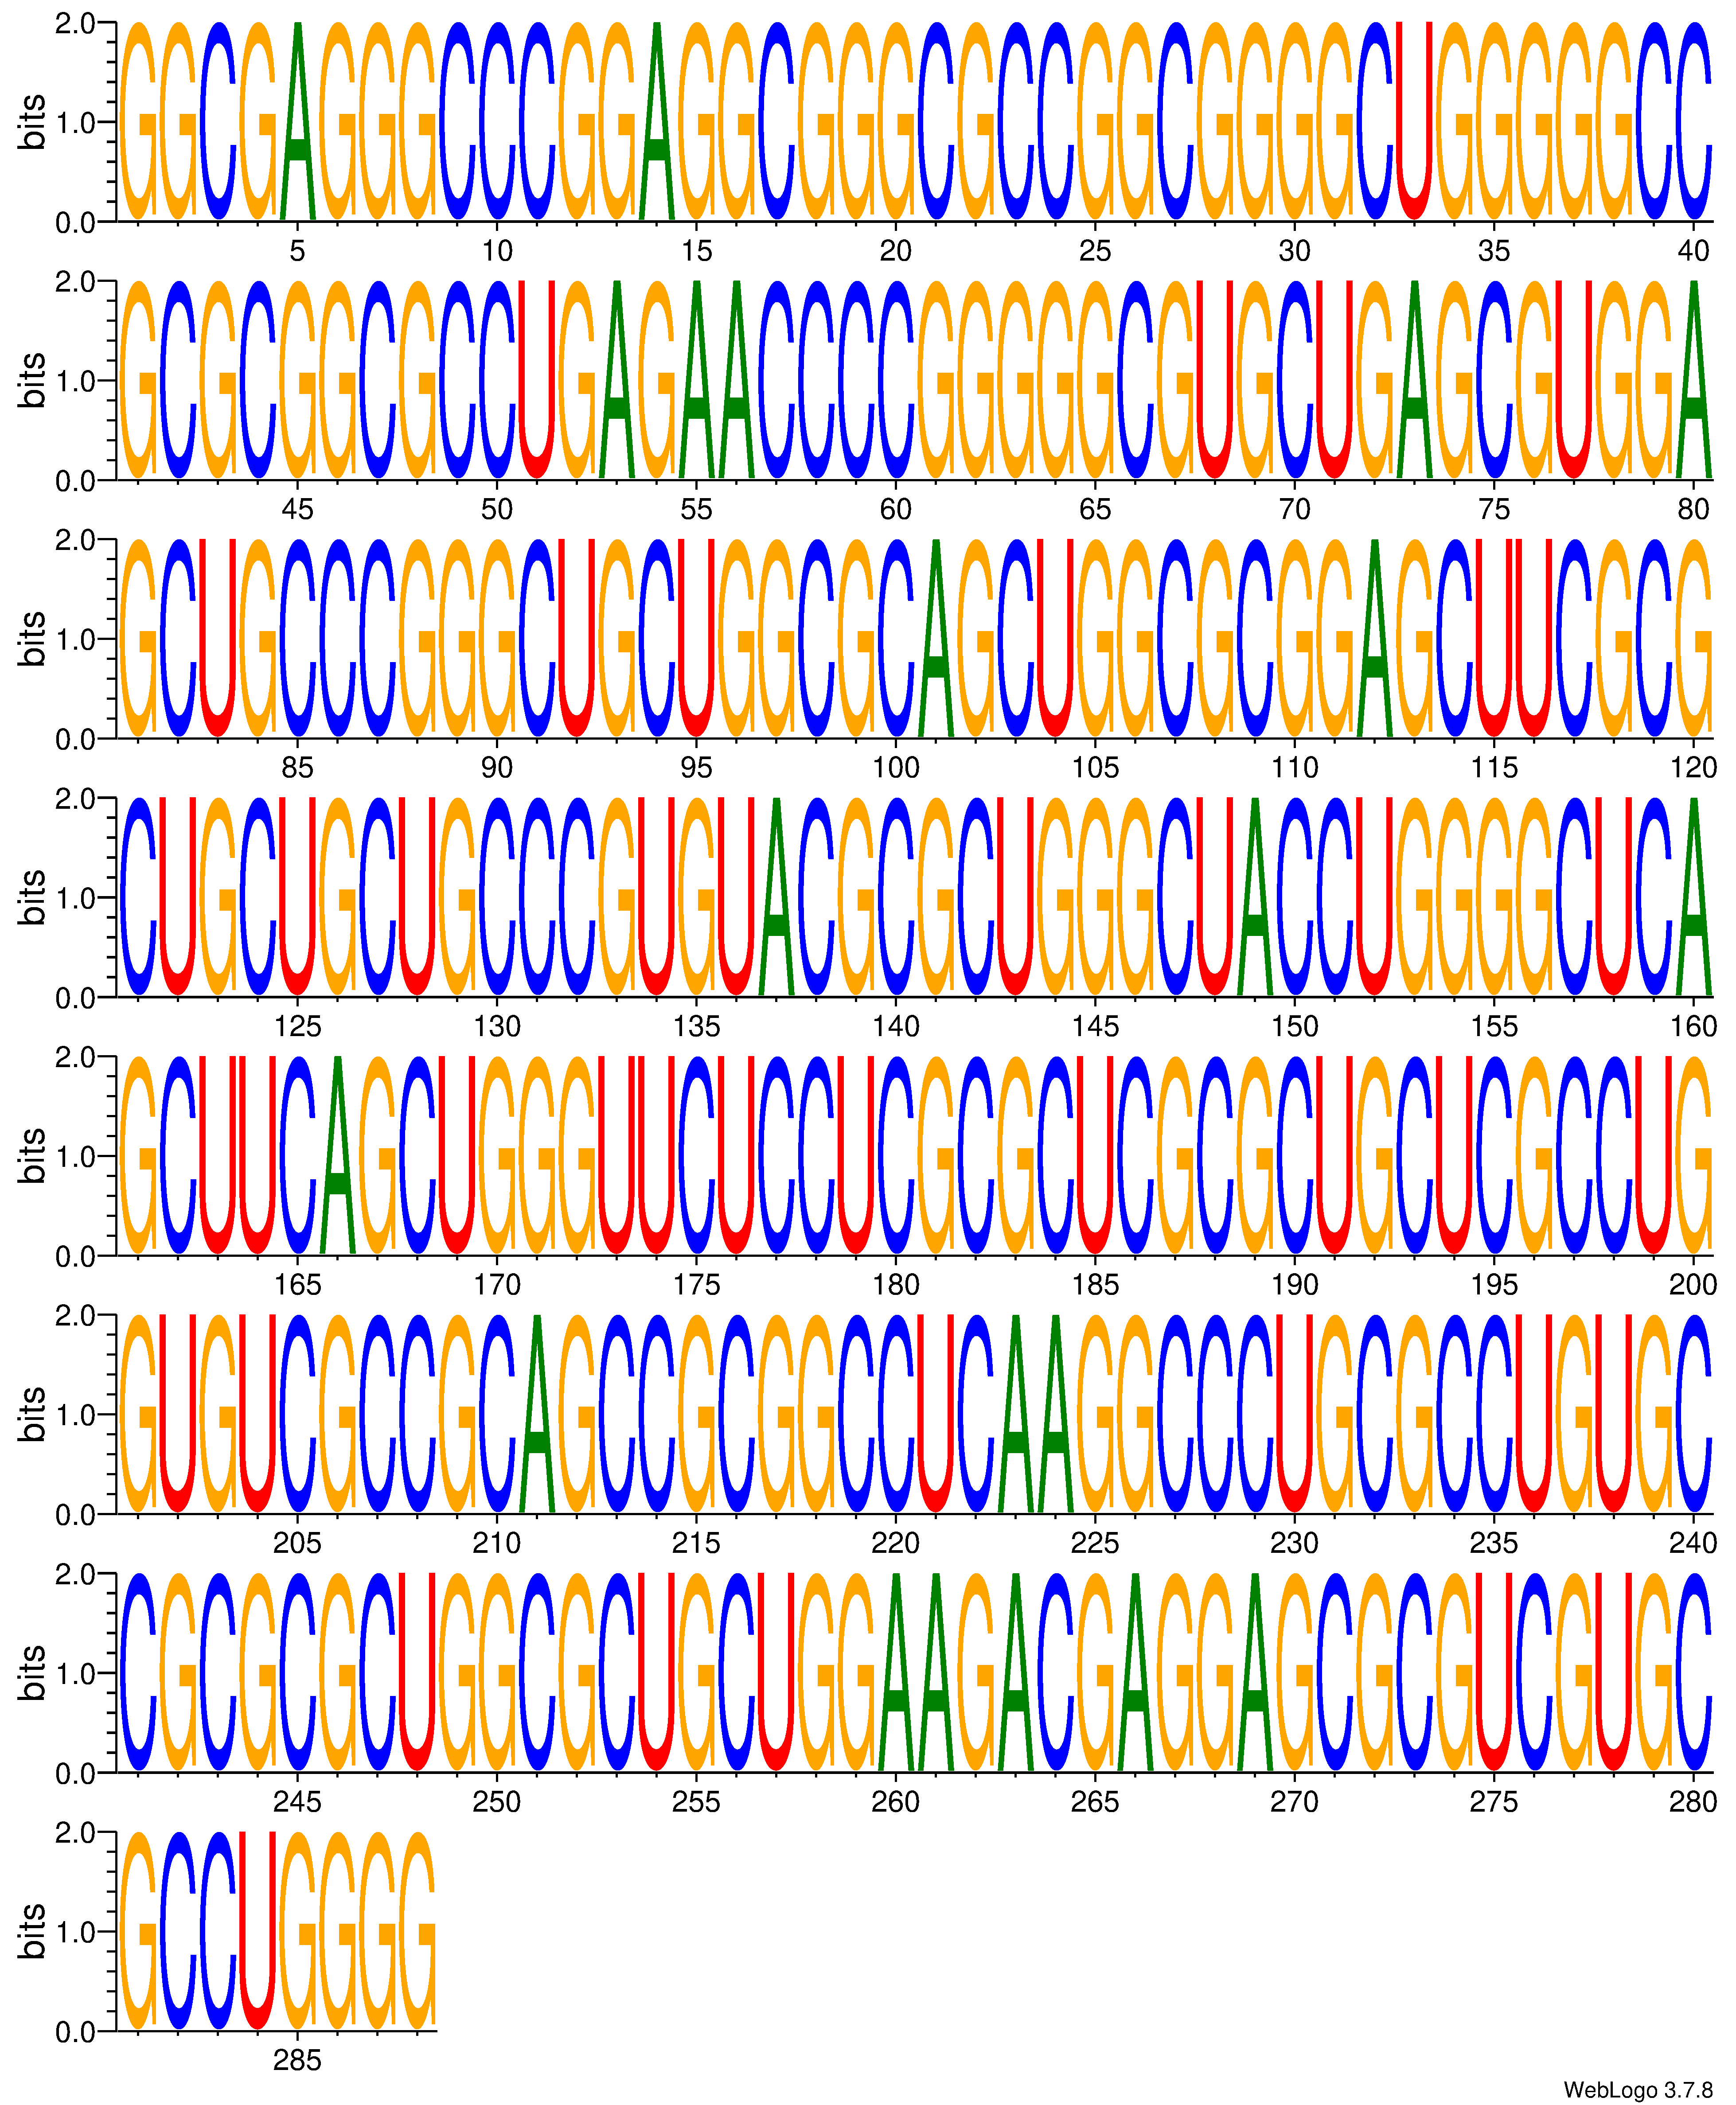 2.0
1.0
0.0
bits
GGCGAGGGCCCGGAGGCGGGCGCCGGCGGGGCUGGGGGCC
5 10 15 20 25 30 35 40
2.0
1.0
0.0
bits
GCGCGGCGCCUGAGAACCCCGGGGGCGUGCUGAGCGUGGA
45 50 55 60 65 70 75 80
2.0
1.0
0.0
bits
GCUGCCCGGGCUGCUGGCGCAGCUGGCGCGGAGCUUCGCG
85 90 95 100 105 110 115 120
2.0
1.0
0.0
bits
CUGCUGCUGCCCGUGUACGCGCUGGGCUACCUGGGGCUCA
125 130 135 140 145 150 155 160
2.0
1.0
0.0
bits
GCUUCAGCUGGGUUCUCCUCGCGCUCGCGCUGCUCGCCUG
165 170 175 180 185 190 195 200
2.0
1.0
0.0
bits
GUGUCGCCGCAGCCGCGGCCUCAAGGCCCUGCGCCUGUGC
205 210 215 220 225 230 235 240
2.0
1.0
0.0
bits
CGCGCGCUGGCGCUGCUGGAAGACGAGGAGCGCGUCGUGC
245 250 255 260 265 270 275 280
2.0
1.0
0.0
bits
GCCUGGGG
285
WebLogo 3.7.8